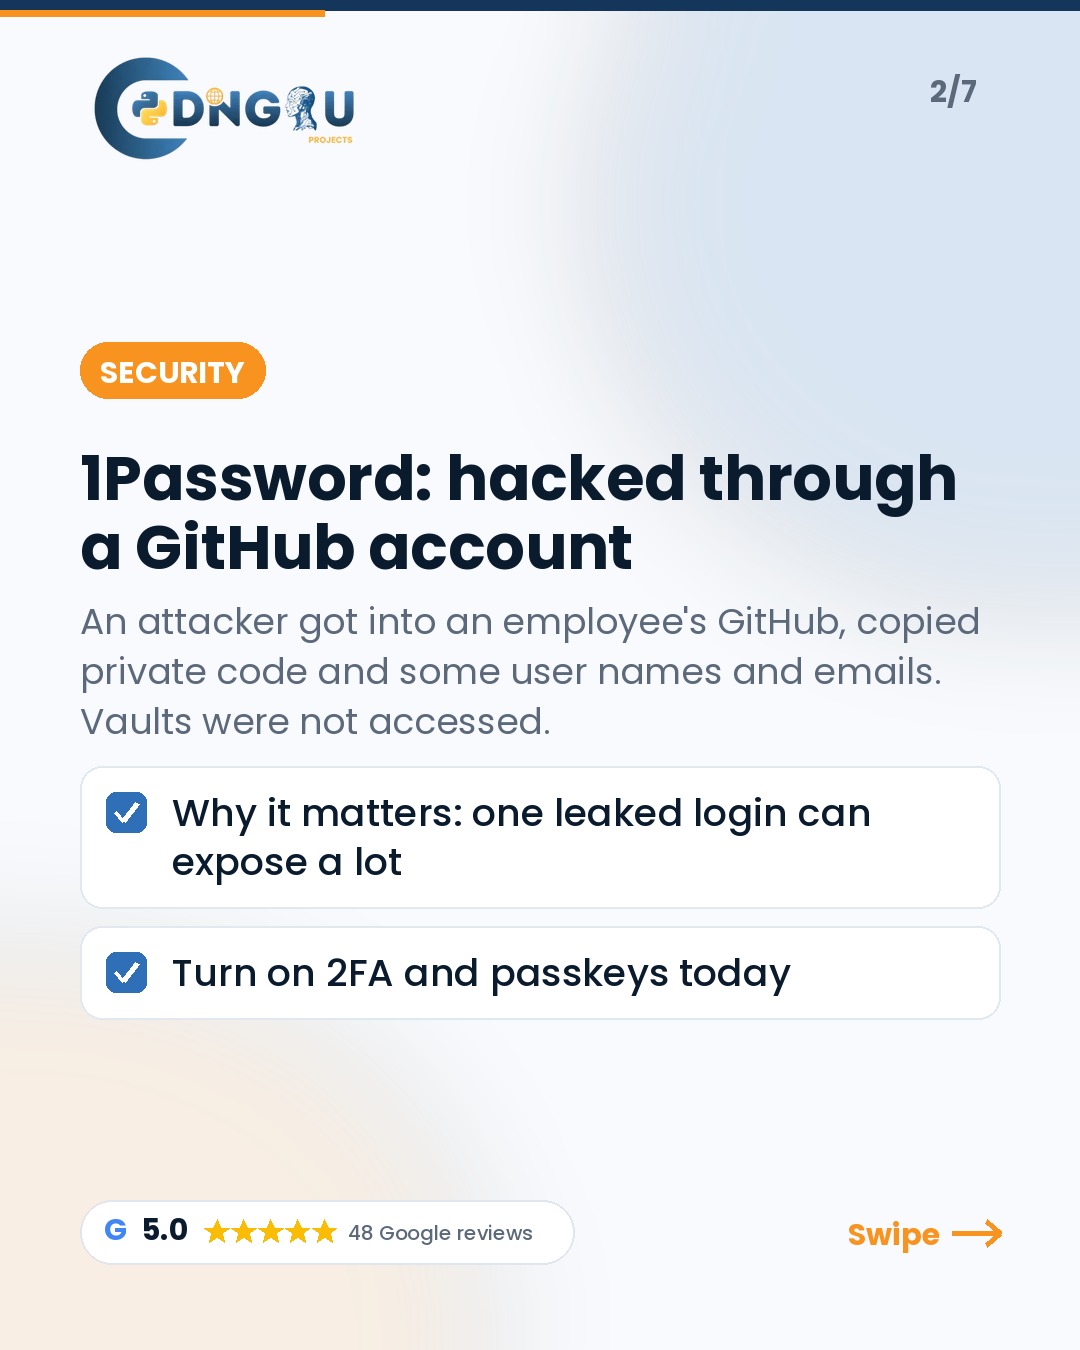 CDNGURU
PROJECTS
2/7
SECURITY
1Password: hacked through
a GitHub account
An attacker got into an employee's GitHub, copied
private code and some user names and emails.
Vaults were not accessed.
Why it matters: one leaked login can
expose a lot
Turn on 2FA and passkeys today
G 5.0 ★★★★★ 48 Google reviews
Swipe →